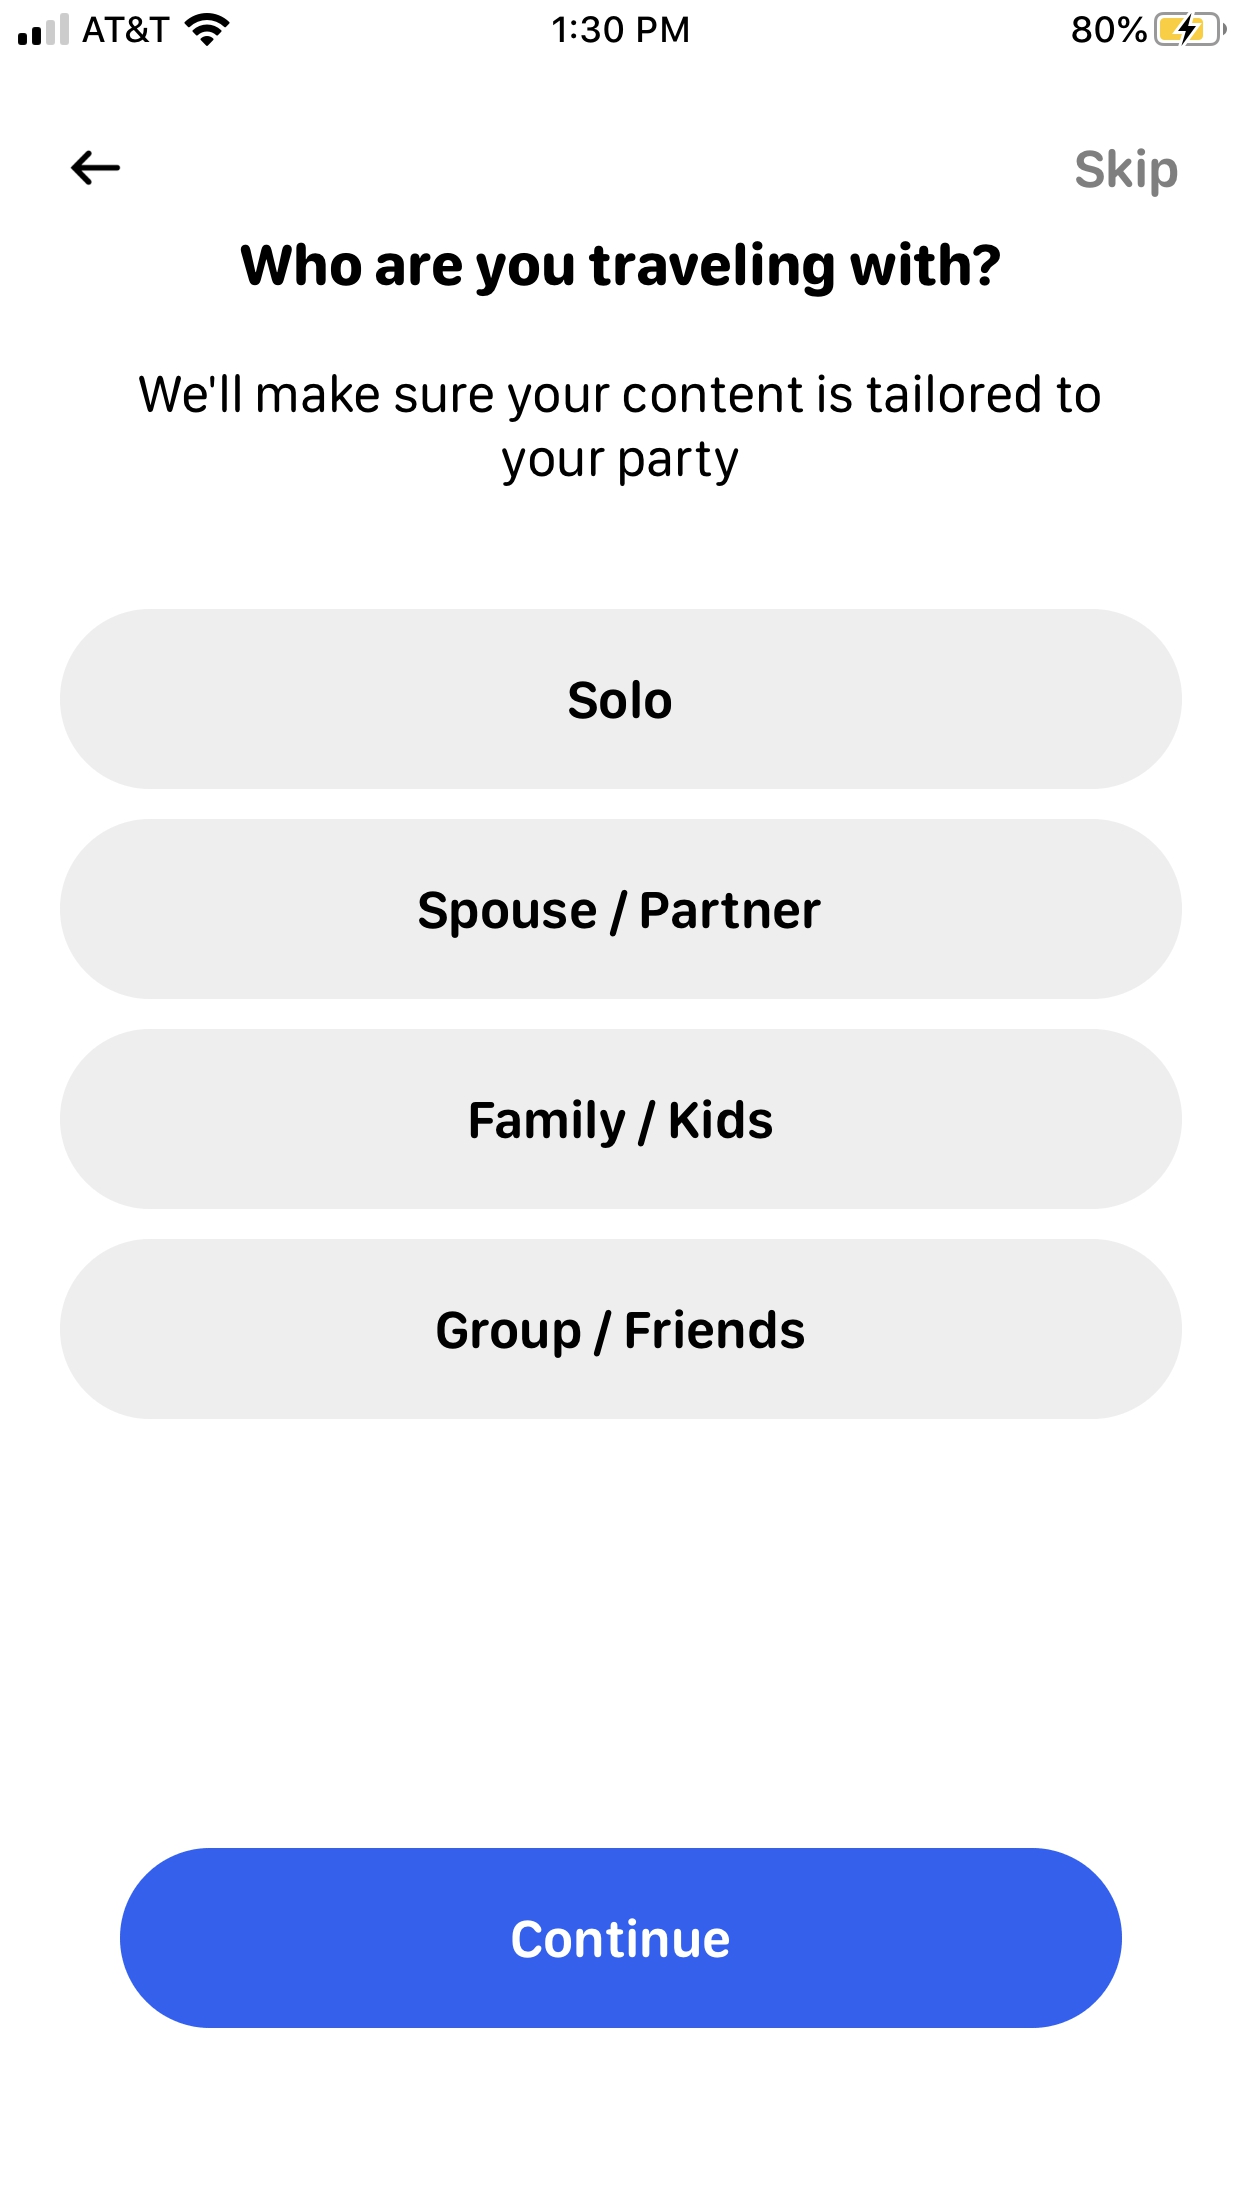 AT&T 1:30 PM 80%
Skip
Who are you traveling with?
We'll make sure your content is tailored to
your party
Solo
Spouse / Partner
Family / Kids
Group / Friends
Continue